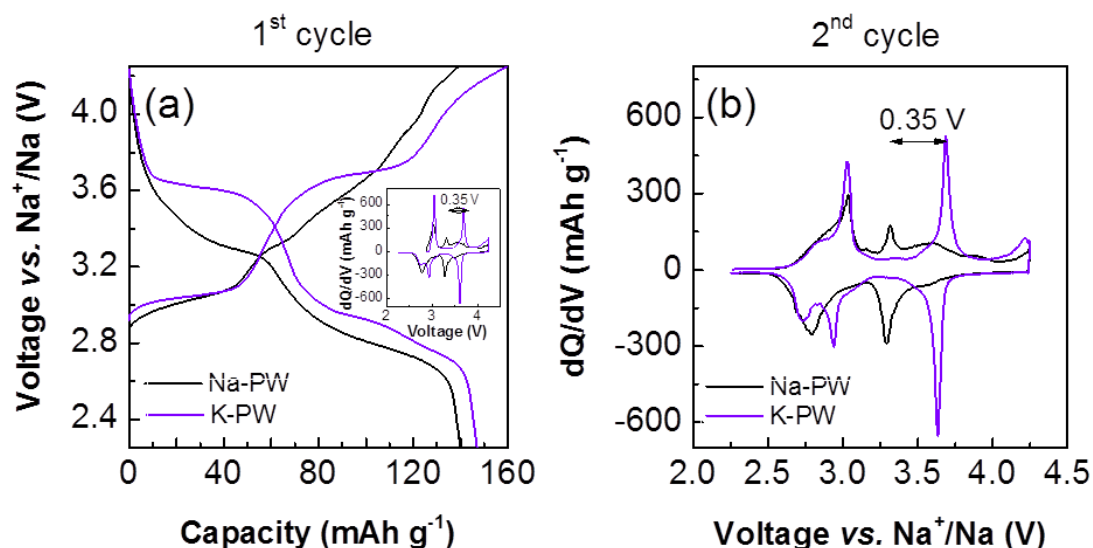 1st cycle
2nd cycle
(a)
Voltage vs. Na+/Na (V)
4.0
3.6
3.2
2.8
2.4
0 40 80 120 160
Capacity (mAh g-1)
Na-PW
K-PW
0.35 V
dQ/dV (mAh g-1)
600
300
0
-300
-600
2 3 4
Voltage (V)
(b)
0.35 V
dQ/dV (mAh g-1)
600
300
0
-300
-600
Na-PW
K-PW
2.0 2.5 3.0 3.5 4.0 4.5
Voltage vs. Na+/Na (V)